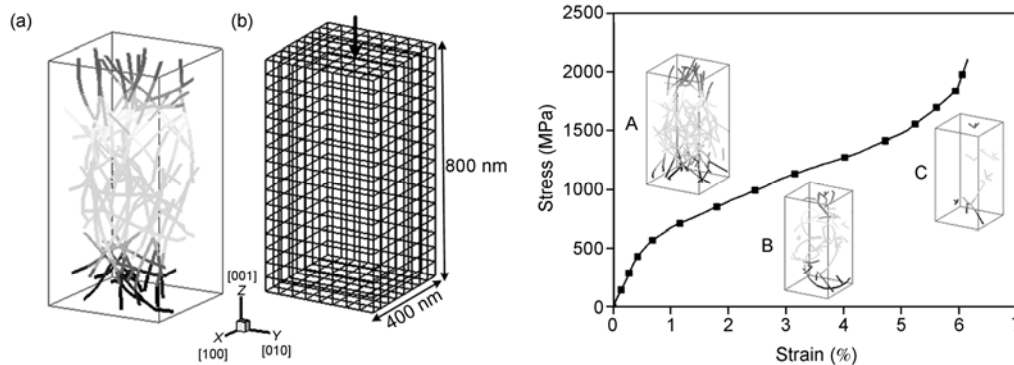 (a)
(b)
800 nm
400 nm
[001]
Z
X
Y
[100]
[010]
2500
2000
1500
1000
500
0
Stress (MPa)
A
B
C
0
1
2
3
4
5
6
7
Strain (%)